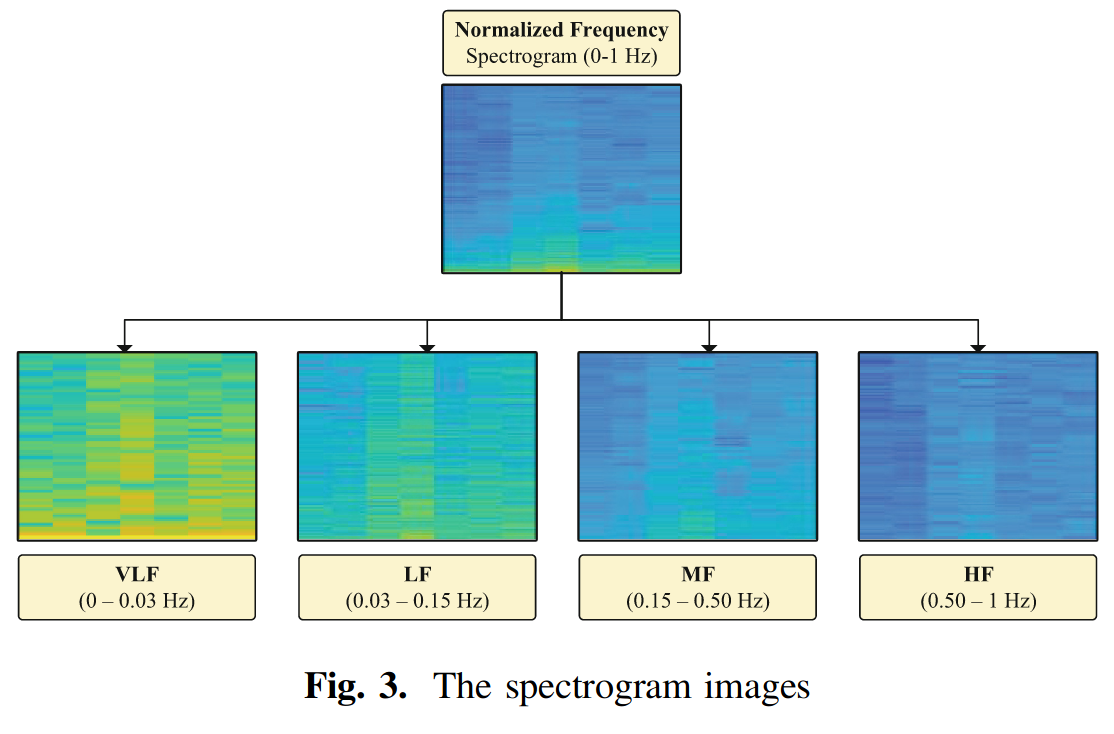 Normalized Frequency
Spectrogram (0-1 Hz)
VLF
(0 – 0.03 Hz)
LF
(0.03 – 0.15 Hz)
MF
(0.15 – 0.50 Hz)
HF
(0.50 – 1 Hz)
Fig. 3. The spectrogram images